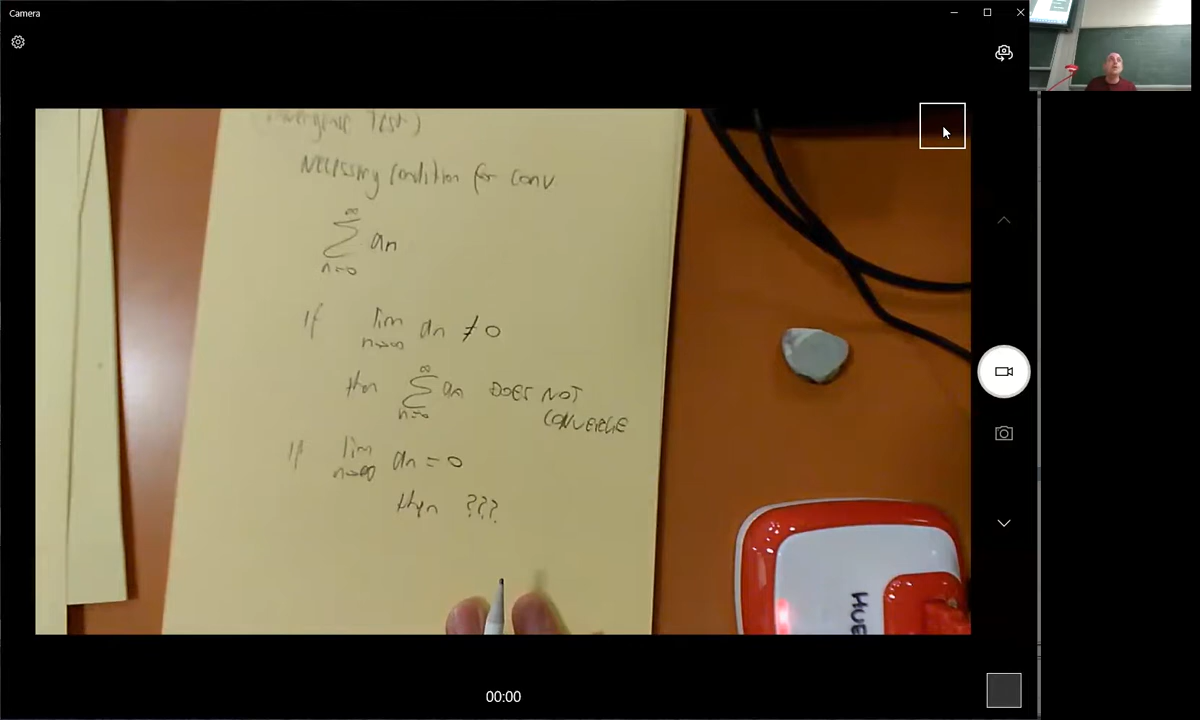 Camera
Test)
Necessary condition for conv
∞
∑ an
n=0
If lim an ≠ 0
n→∞
then ∞∑n=0 an DOES NOT
CONVERGE
If lim an = 0
n→∞
then ???
HUE
00:00